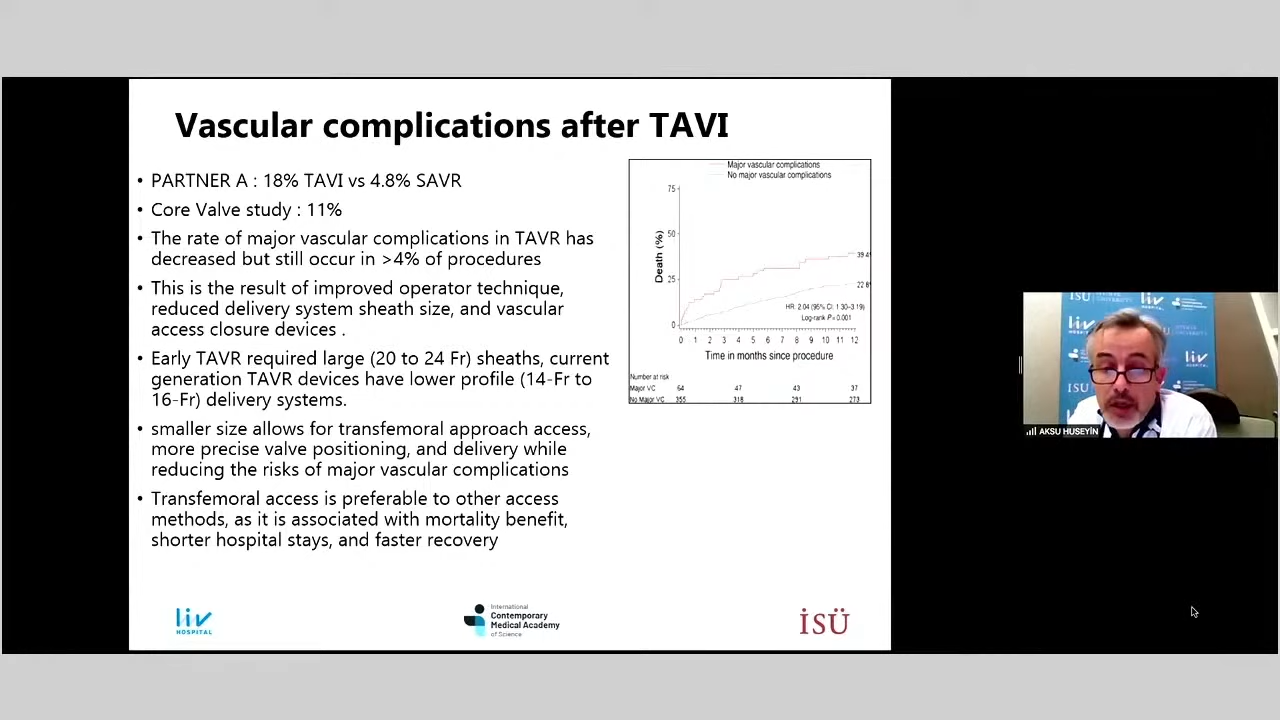 Vascular complications after TAVI
• PARTNER A : 18% TAVI vs 4.8% SAVR
• Core Valve study : 11%
• The rate of major vascular complications in TAVR has
decreased but still occur in >4% of procedures
• This is the result of improved operator technique,
reduced delivery system sheath size, and vascular
access closure devices .
• Early TAVR required large (20 to 24 Fr) sheaths, current
generation TAVR devices have lower profile (14-Fr to
16-Fr) delivery systems.
• smaller size allows for transfemoral approach access,
more precise valve positioning, and delivery while
reducing the risks of major vascular complications
• Transfemoral access is preferable to other access
methods, as it is associated with mortality benefit,
shorter hospital stays, and faster recovery
Major vascular complications
No major vascular complications
Death (%)
75
50
25
0
39.4
22.8
HR: 2.04 (95% CI: 1.30–3.19)
Log-rank P = 0.001
0 1 2 3 4 5 6 7 8 9 10 11 12
Time in months since procedure
Number at risk
Major VC 64 47 43 37
No Major VC 355 318 291 273
liv
HOSPITAL
International
Contemporary
Medical Academy
of Science
İSÜ
İSÜ
liv
liv
İSÜ
AKSU HUSEYİN